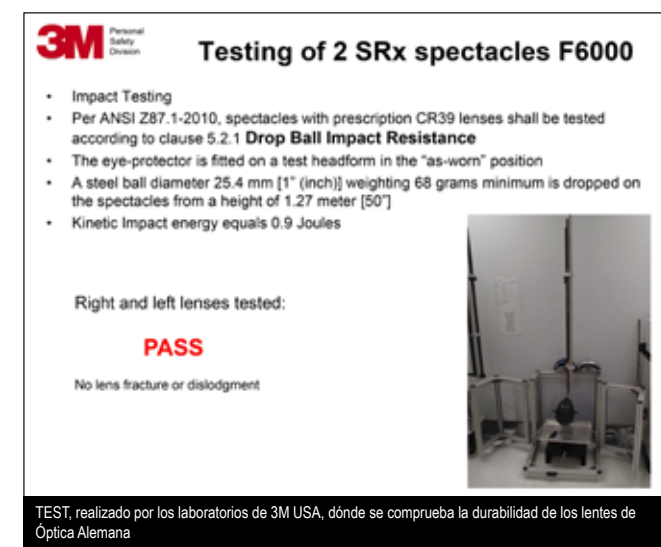 3M Personal
Safety
Division
Testing of 2 SRx spectacles F6000
• Impact Testing
• Per ANSI Z87.1-2010, spectacles with prescription CR39 lenses shall be tested
according to clause 5.2.1 Drop Ball Impact Resistance
• The eye-protector is fitted on a test headform in the "as-worn" position
• A steel ball diameter 25.4 mm [1" (inch)] weighting 68 grams minimum is dropped on
the spectacles from a height of 1.27 meter [50"]
• Kinetic Impact energy equals 0.9 Joules
Right and left lenses tested:
PASS
No lens fracture or dislodgment
TEST, realizado por los laboratorios de 3M USA, dónde se comprueba la durabilidad de los lentes de
Óptica Alemana